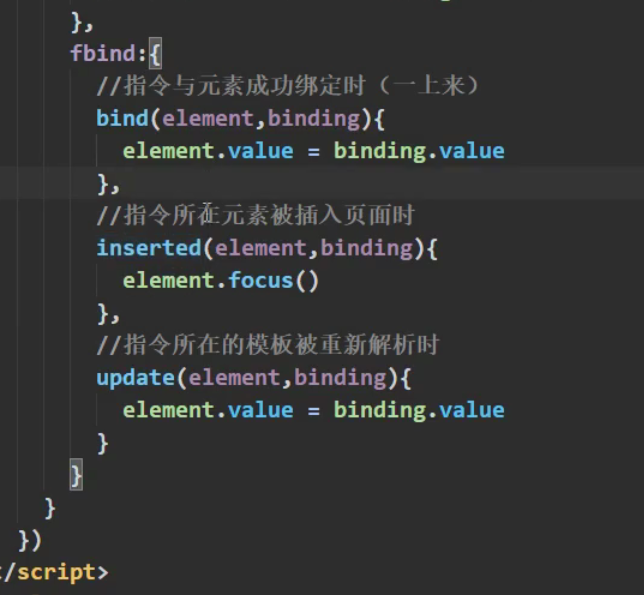 },
fbind:{
//指令与元素成功绑定时（一上来）
bind(element,binding){
element.value = binding.value
},
//指令所在元素被插入页面时
inserted(element,binding){
element.focus()
},
//指令所在的模板被重新解析时
update(element,binding){
element.value = binding.value
}
}
}
})
</script>